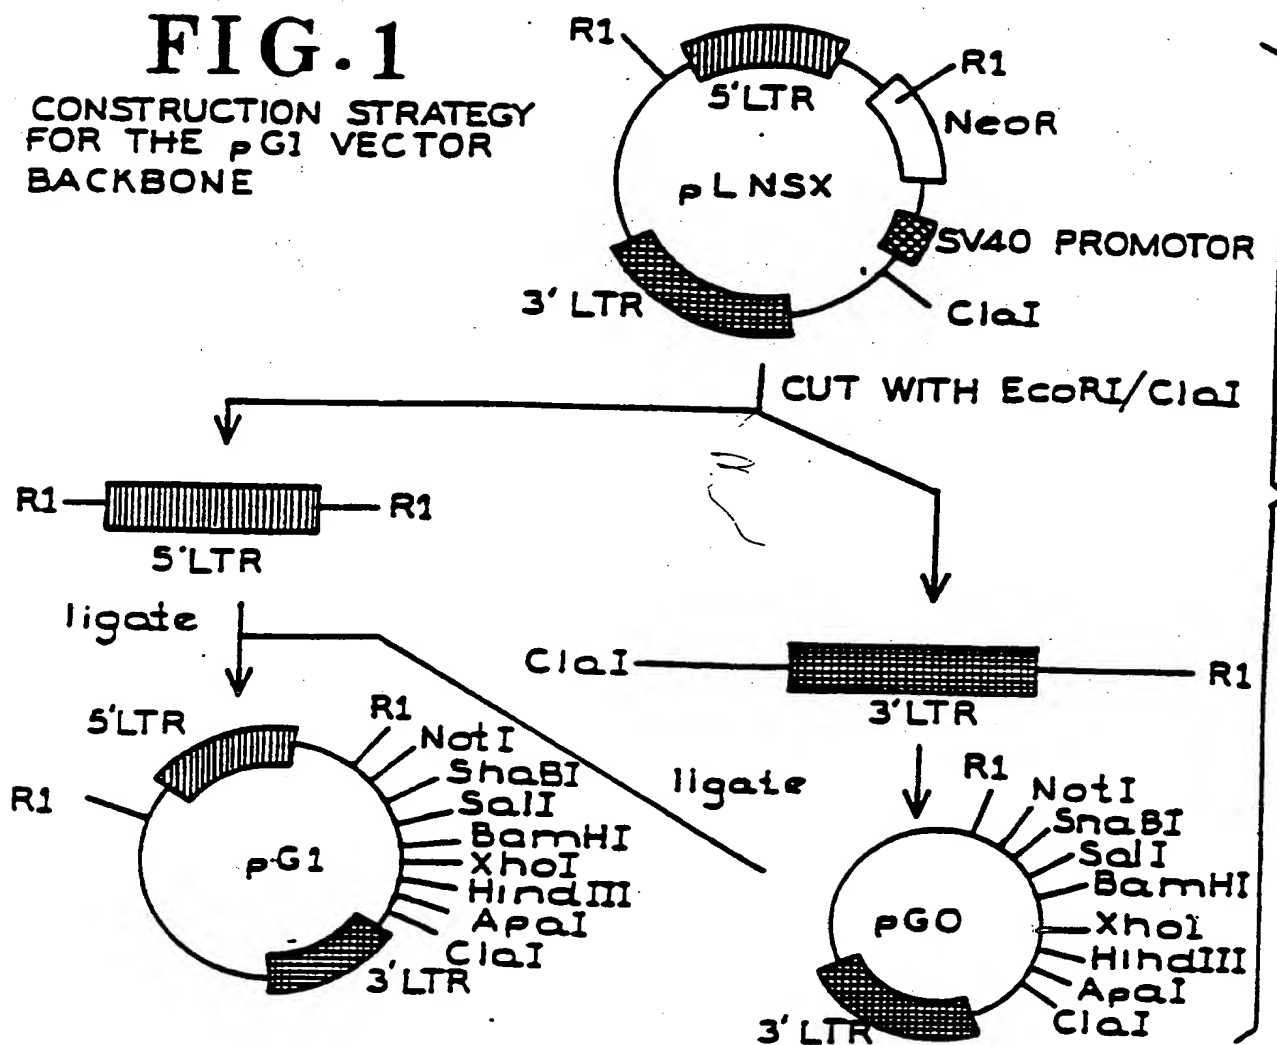 FIG.1
CONSTRUCTION STRATEGY
FOR THE pG1 VECTOR
BACKBONE
R1
5'LTR
R1
NeoR
pLNSX
SV40 PROMOTOR
3' LTR
ClaI
CUT WITH EcoRI/ClaI
R1
R1
5'LTR
ligate
ClaI
R1
3'LTR
5'LTR
R1
R1
NotI
ShaBI
SalI
BamHI
XhoI
HindIII
ApaI
ClaI
pG1
3'LTR
ligate
R1
NotI
SnaBI
SalI
BamHI
XhoI
HindIII
ApaI
ClaI
pGO
3'LTR